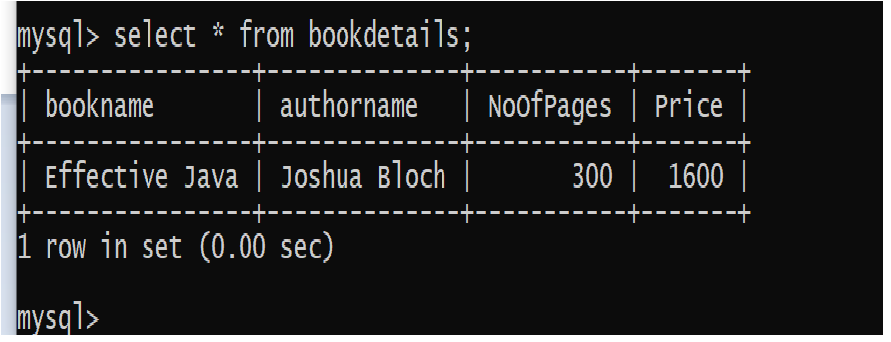 mysql> select * from bookdetails;
+----------------+--------------+-----------+-------+
| bookname       | authorname   | NoOfPages | Price |
+----------------+--------------+-----------+-------+
| Effective Java | Joshua Bloch |       300 |  1600 |
+----------------+--------------+-----------+-------+
1 row in set (0.00 sec)
mysql>